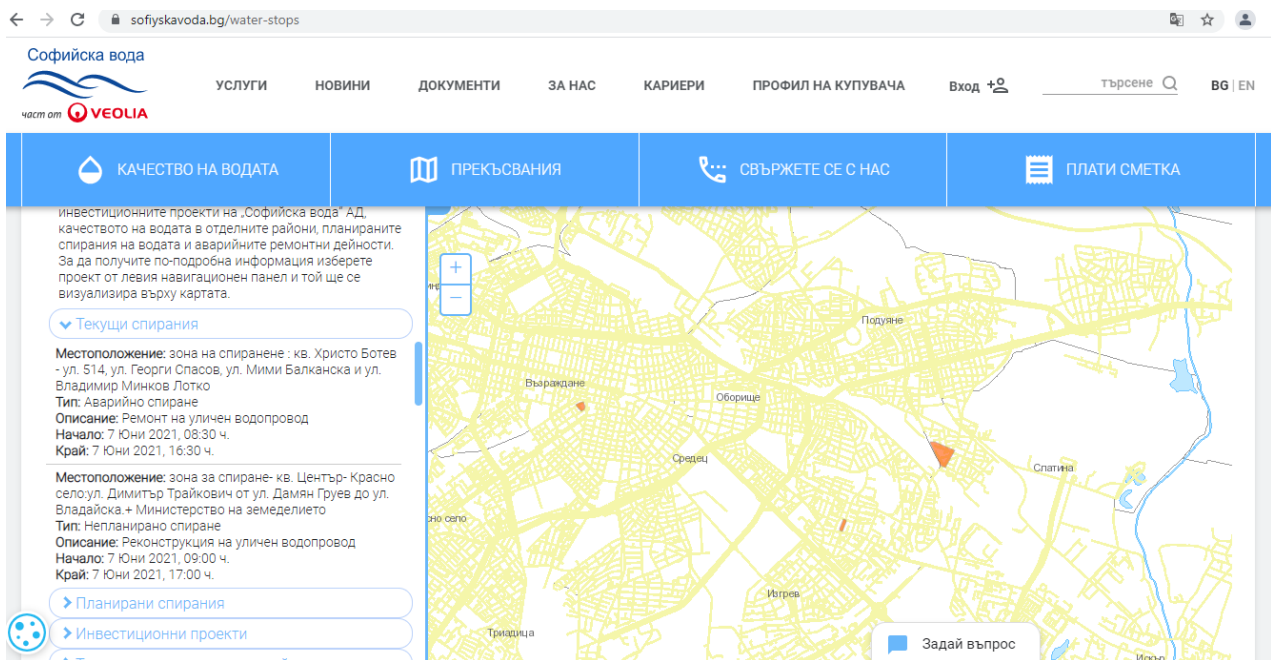 sofiyskavoda.bg/water-stops
Софийска вода
част от VEOLIA
УСЛУГИ
НОВИНИ
ДОКУМЕНТИ
ЗА НАС
КАРИЕРИ
ПРОФИЛ НА КУПУВАЧА
Вход
търсене
BG | EN
КАЧЕСТВО НА ВОДАТА
ПРЕКЪСВАНИЯ
СВЪРЖЕТЕ СЕ С НАС
ПЛАТИ СМЕТКА
инвестиционните проекти на „Софийска вода“ АД,
качеството на водата в отделните райони, планираните
спирания на водата и аварийните ремонтни дейности.
За да получите по-подробна информация изберете
проект от левия навигационен панел и той ще се
визуализира върху картата.
Текущи спирания
Местоположение: зона на спиранене : кв. Христо Ботев
- ул. 514, ул. Георги Спасов, ул. Мими Балканска и ул.
Владимир Минков Лотко
Тип: Аварийно спиране
Описание: Ремонт на уличен водопровод
Начало: 7 Юни 2021, 08:30 ч.
Край: 7 Юни 2021, 16:30 ч.
Местоположение: зона за спиране- кв. Център- Красно
село:ул. Димитър Трайкович от ул. Дамян Груев до ул.
Владайска.+ Министерство на земеделието
Тип: Непланирано спиране
Описание: Реконструкция на уличен водопровод
Начало: 7 Юни 2021, 09:00 ч.
Край: 7 Юни 2021, 17:00 ч.
Планирани спирания
Инвестиционни проекти
+
−
Подуяне
Възраждане
Оборище
Средец
Слатина
сно село
Изгрев
Триадица
Задай въпрос